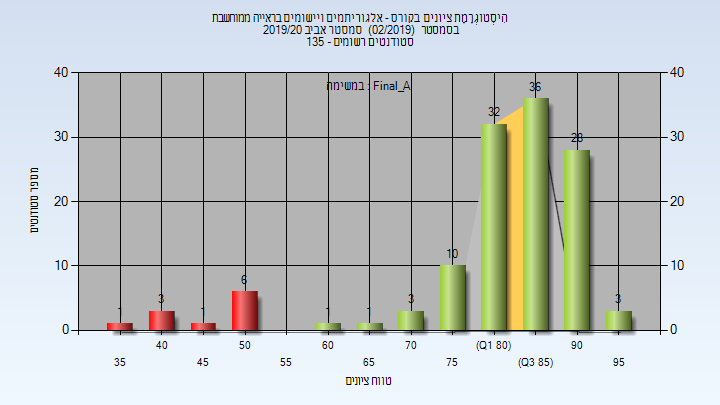 היסטוגרמת ציונים בקורס - אלגוריתמים ויישומים בראייה ממוחשבת
בסמסטר (02/2019) סמסטר אביב 2019/20
סטודנטים רשומים - 135
במשימה : Final_A
40 40
30 30
20 20
10 10
0 0
מספר סטודנטים
1 3 1 6 1 1 3 10 32 36 28 3
40 50 60 70 (Q1 80) 90
35 45 55 65 75 (Q3 85) 95
טווח ציונים